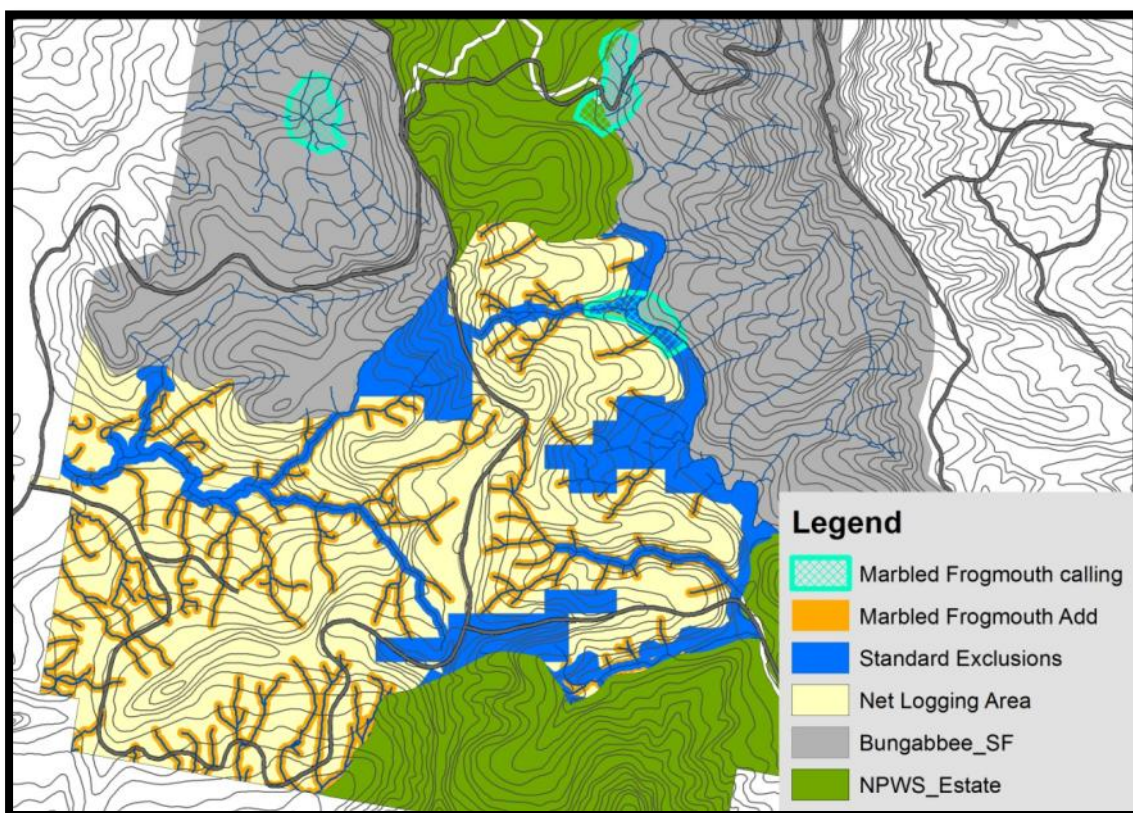 Legend
Marbled Frogmouth calling
Marbled Frogmouth Add
Standard Exclusions
Net Logging Area
Bungabbee_SF
NPWS_Estate